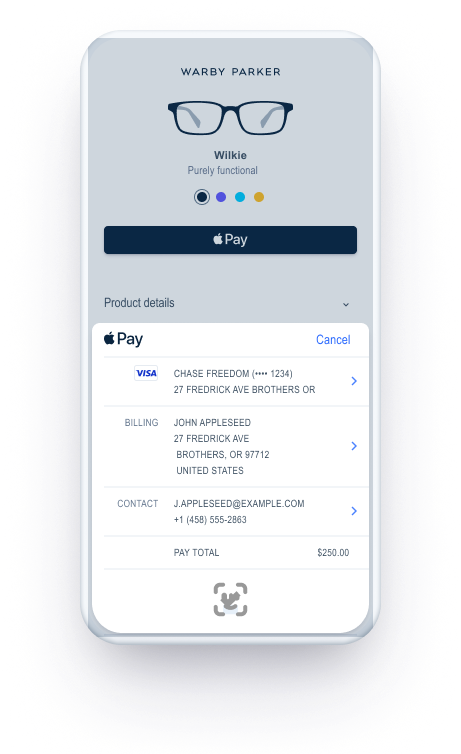 WARBY PARKER
Wilkie
Purely functional
Pay
Product details
Pay Cancel
VISA CHASE FREEDOM (•••• 1234)
27 FREDRICK AVE BROTHERS OR
BILLING JOHN APPLESEED
27 FREDRICK AVE
BROTHERS, OR 97712
UNITED STATES
CONTACT J.APPLESEED@EXAMPLE.COM
+1 (458) 555-2863
PAY TOTAL $250.00